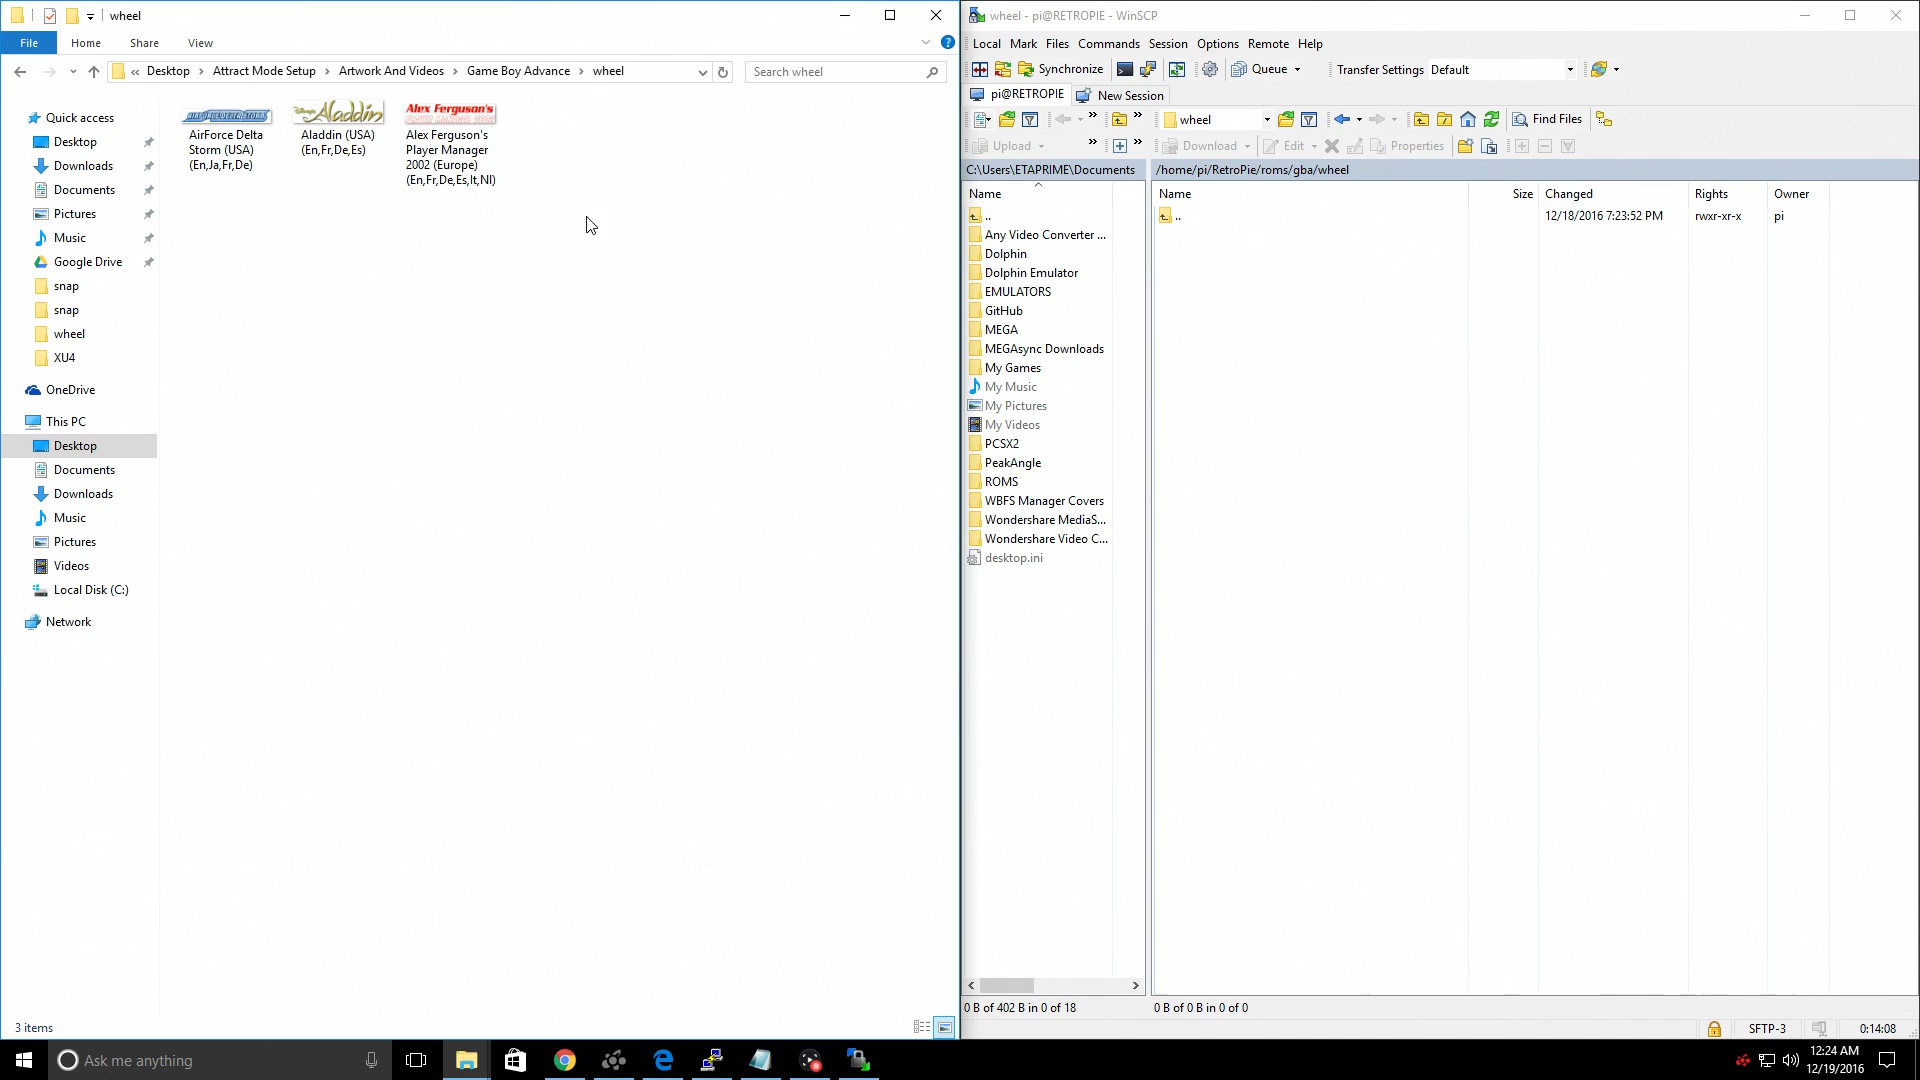 wheel
File
Home
Share
View
« Desktop > Attract Mode Setup > Artwork And Videos > Game Boy Advance > wheel
Search wheel
Quick access
Desktop
Downloads
Documents
Pictures
Music
Google Drive
snap
snap
wheel
XU4
OneDrive
This PC
Desktop
Documents
Downloads
Music
Pictures
Videos
Local Disk (C:)
Network
AirForce Delta
Storm (USA)
(En,Ja,Fr,De)
Aladdin
Aladdin (USA)
(En,Fr,De,Es)
Alex Ferguson's
Alex Ferguson's
Player Manager
2002 (Europe)
(En,Fr,De,Es,It,Nl)
3 items
wheel - pi@RETROPIE - WinSCP
Local Mark Files Commands Session Options Remote Help
Synchronize
Queue
Transfer Settings Default
pi@RETROPIE
New Session
wheel
Find Files
Upload
Download
Edit
Properties
C:\Users\ETAPRIME\Documents
Name
..
Any Video Converter ...
Dolphin
Dolphin Emulator
EMULATORS
GitHub
MEGA
MEGAsync Downloads
My Games
My Music
My Pictures
My Videos
PCSX2
PeakAngle
ROMS
WBFS Manager Covers
Wondershare MediaS...
Wondershare Video C...
desktop.ini
0 B of 402 B in 0 of 18
/home/pi/RetroPie/roms/gba/wheel
Name Size Changed Rights Owner
.. 12/18/2016 7:23:52 PM rwxr-xr-x pi
0 B of 0 B in 0 of 0
SFTP-3
0:14:08
Ask me anything
12:24 AM
12/19/2016